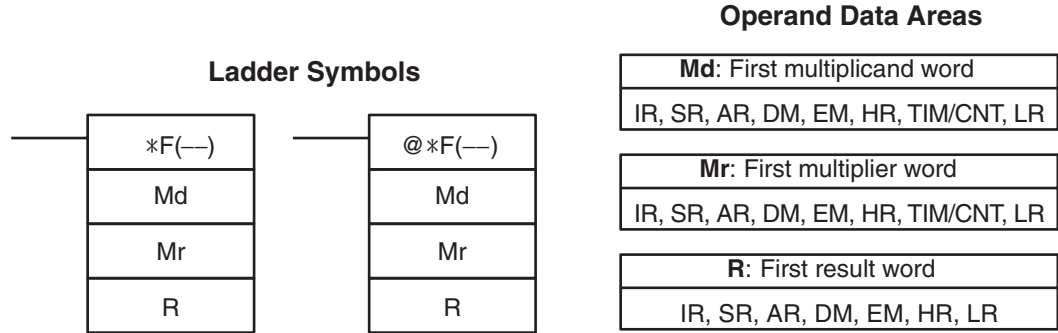 Operand Data Areas
Ladder Symbols
Md: First multiplicand word
IR, SR, AR, DM, EM, HR, TIM/CNT, LR
Mr: First multiplier word
IR, SR, AR, DM, EM, HR, TIM/CNT, LR
R: First result word
IR, SR, AR, DM, EM, HR, LR
∗F(––)
Md
Mr
R
@∗F(––)
Md
Mr
R